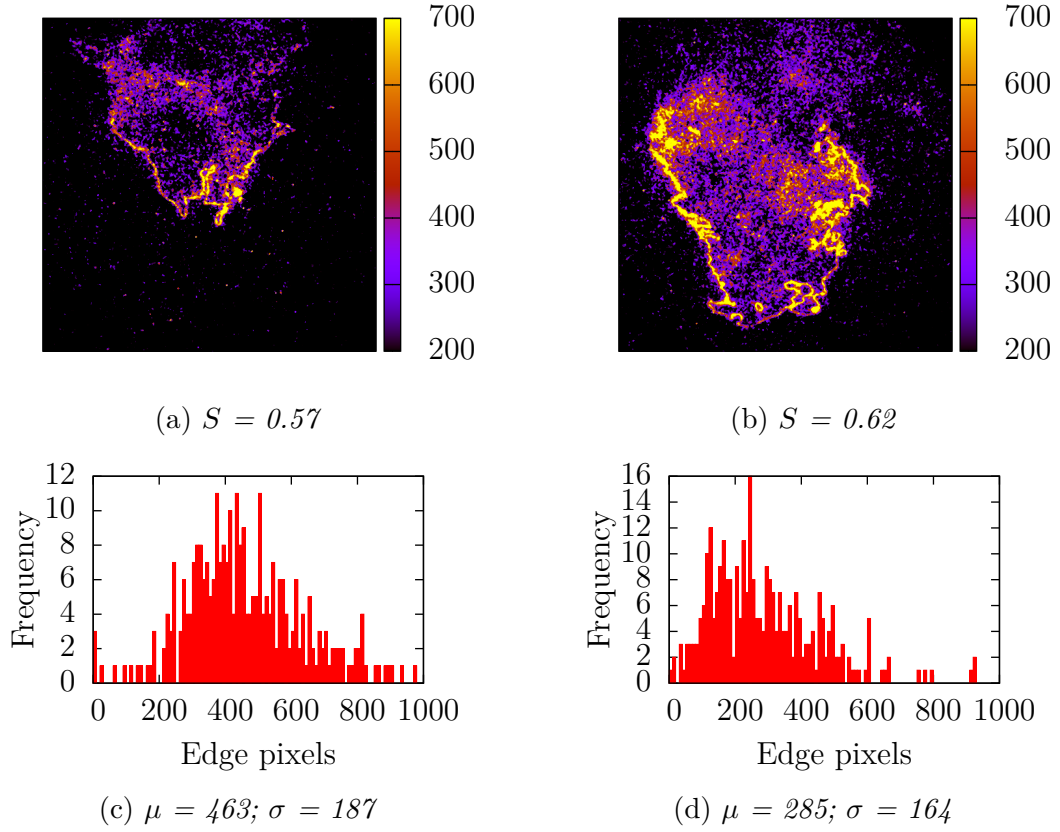 700
600
500
400
300
200
700
600
500
400
300
200
(a) S = 0.57
(b) S = 0.62
12
10
8
6
4
2
0
Frequency
0 200 400 600 800 1000
Edge pixels
16
14
12
10
8
6
4
2
0
Frequency
0 200 400 600 800 1000
Edge pixels
(c) μ = 463; σ = 187
(d) μ = 285; σ = 164